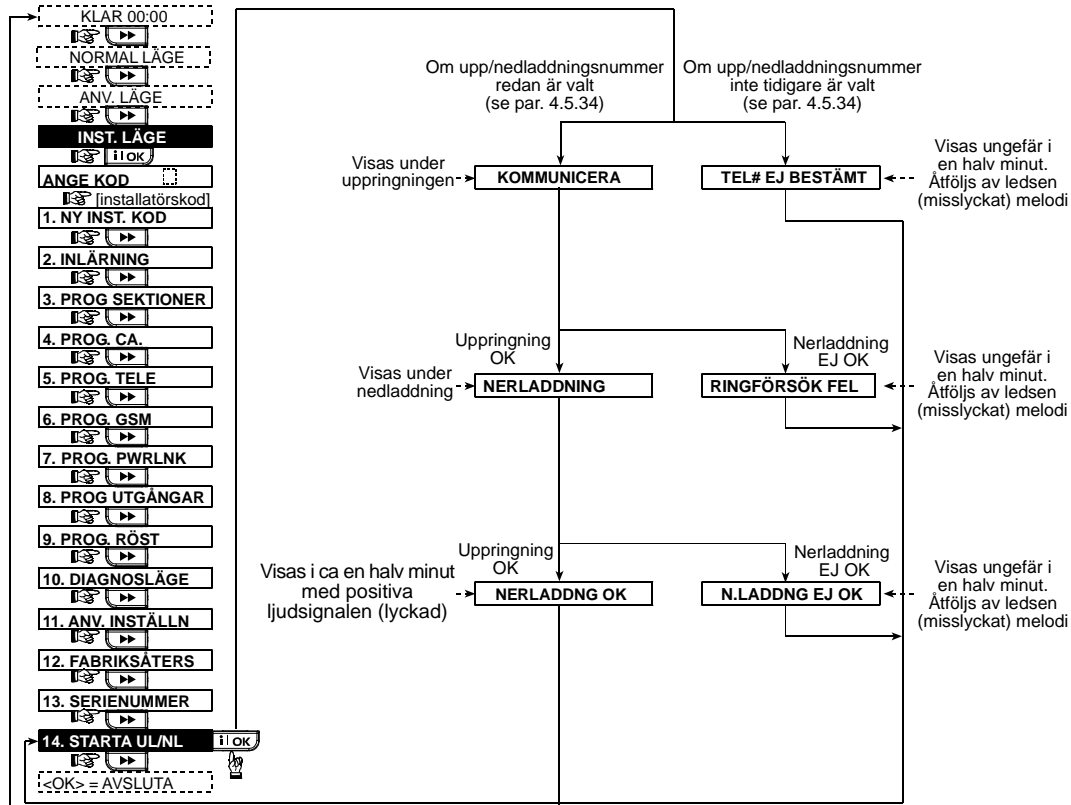 KLAR 00:00
NORMAL LÄGE
ANV. LÄGE
INST. LÄGE
i I OK
ANGE KOD
[installatörskod]
1. NY INST. KOD
2. INLÄRNING
3. PROG SEKTIONER
4. PROG. CA.
5. PROG. TELE
6. PROG. GSM
7. PROG. PWRLNK
8. PROG UTGÅNGAR
9. PROG. RÖST
10. DIAGNOSLÄGE
11. ANV. INSTÄLLN
12. FABRIKSÅTERS
13. SERIENUMMER
14. STARTA UL/NL
i I OK
<OK> = AVSLUTA
Om upp/nedladdningsnummer
redan är valt
(se par. 4.5.34)
Om upp/nedladdningsnummer
inte tidigare är valt
(se par. 4.5.34)
Visas under
uppringningen
KOMMUNICERA
TEL# EJ BESTÄMT
Visas ungefär i
en halv minut.
Åtföljs av ledsen
(misslyckat) melodi
Uppringning
OK
Nerladdning
EJ OK
Visas under
nedladdning
NERLADDNING
RINGFÖRSÖK FEL
Visas ungefär i
en halv minut.
Åtföljs av ledsen
(misslyckat) melodi
Uppringning
OK
Nerladdning
EJ OK
Visas i ca en halv minut
med positiva
ljudsignalen (lyckad)
NERLADDNG OK
N.LADDNG EJ OK
Visas ungefär i
en halv minut.
Åtföljs av ledsen
(misslyckat) melodi